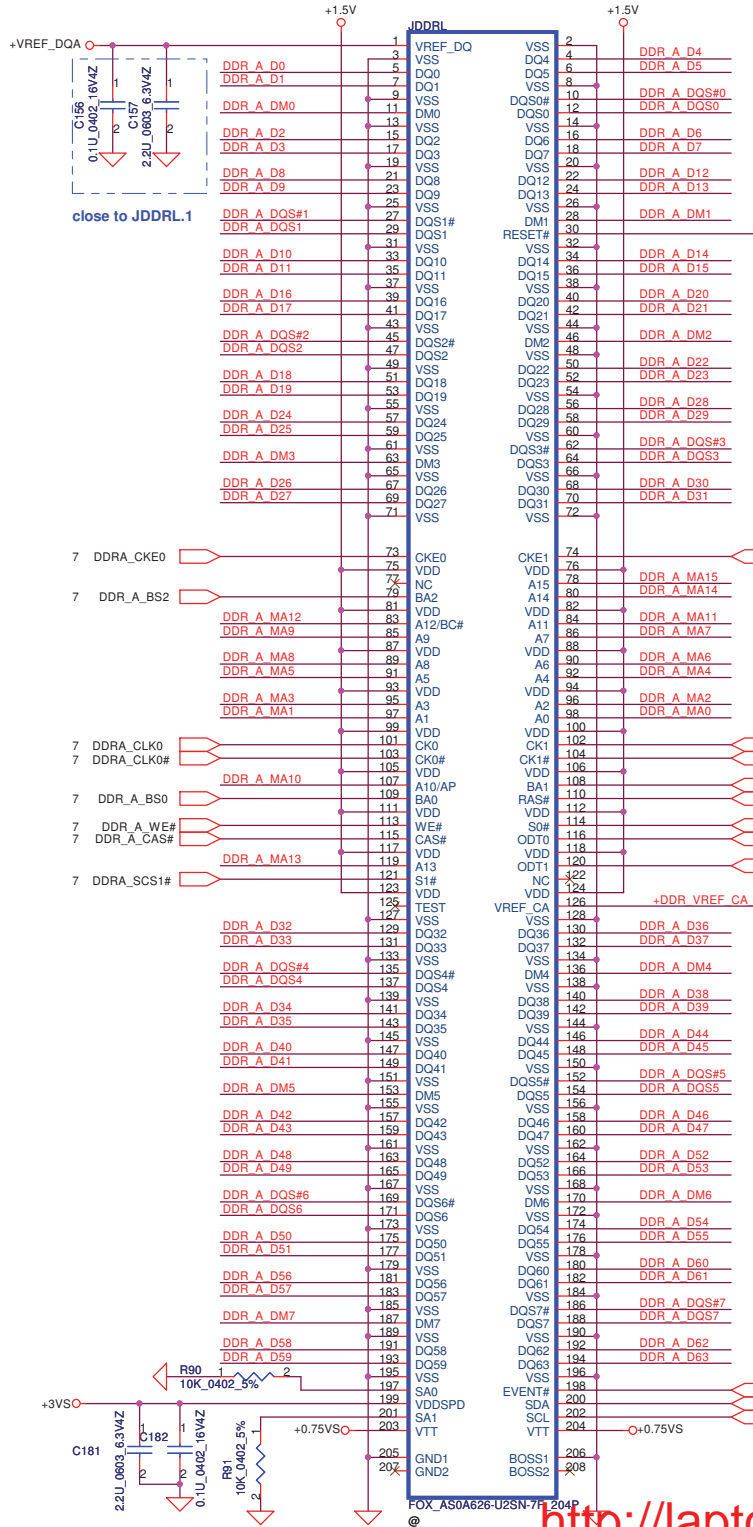 +1.5V +1.5V
JDDRL
+VREF_DQA 1 VREF_DQ VSS 2
3 VSS DQ4 4 DDR_A_D4
DDR_A_D0 5 DQ0 DQ5 6 DDR_A_D5
DDR_A_D1 7 DQ1 VSS 8
9 VSS DQS0# 10 DDR_A_DQS#0
DDR_A_DM0 11 DM0 DQS0 12 DDR_A_DQS0
13 VSS VSS 14
DDR_A_D2 15 DQ2 DQ6 16 DDR_A_D6
DDR_A_D3 17 DQ3 DQ7 18 DDR_A_D7
19 VSS VSS 20
DDR_A_D8 21 DQ8 DQ12 22 DDR_A_D12
DDR_A_D9 23 DQ9 DQ13 24 DDR_A_D13
25 VSS VSS 26
DDR_A_DQS#1 27 DQS1# DM1 28 DDR_A_DM1
DDR_A_DQS1 29 DQS1 RESET# 30
31 VSS VSS 32
DDR_A_D10 33 DQ10 DQ14 34 DDR_A_D14
DDR_A_D11 35 DQ11 DQ15 36 DDR_A_D15
37 VSS VSS 38
DDR_A_D16 39 DQ16 DQ20 40 DDR_A_D20
DDR_A_D17 41 DQ17 DQ21 42 DDR_A_D21
43 VSS VSS 44
DDR_A_DQS#2 45 DQS2# DM2 46 DDR_A_DM2
DDR_A_DQS2 47 DQS2 VSS 48
49 VSS DQ22 50 DDR_A_D22
DDR_A_D18 51 DQ18 DQ23 52 DDR_A_D23
DDR_A_D19 53 DQ19 VSS 54
55 VSS DQ28 56 DDR_A_D28
DDR_A_D24 57 DQ24 DQ29 58 DDR_A_D29
DDR_A_D25 59 DQ25 VSS 60
61 VSS DQS3# 62 DDR_A_DQS#3
DDR_A_DM3 63 DM3 DQS3 64 DDR_A_DQS3
65 VSS VSS 66
DDR_A_D26 67 DQ26 DQ30 68 DDR_A_D30
DDR_A_D27 69 DQ27 DQ31 70 DDR_A_D31
71 VSS VSS 72
7 DDRA_CKE0 73 CKE0 CKE1 74
75 VDD VDD 76
77 NC A15 78 DDR_A_MA15
7 DDR_A_BS2 79 BA2 A14 80 DDR_A_MA14
81 VDD VDD 82
DDR_A_MA12 83 A12/BC# A11 84 DDR_A_MA11
DDR_A_MA9 85 A9 A7 86 DDR_A_MA7
87 VDD VDD 88
DDR_A_MA8 89 A8 A6 90 DDR_A_MA6
DDR_A_MA5 91 A5 A4 92 DDR_A_MA4
93 VDD VDD 94
DDR_A_MA3 95 A3 A2 96 DDR_A_MA2
DDR_A_MA1 97 A1 A0 98 DDR_A_MA0
99 VDD VDD 100
7 DDRA_CLK0 101 CK0 CK1 102
7 DDRA_CLK0# 103 CK0# CK1# 104
105 VDD VDD 106
DDR_A_MA10 107 A10/AP BA1 108
7 DDR_A_BS0 109 BA0 RAS# 110
111 VDD VDD 112
7 DDR_A_WE# 113 WE# S0# 114
7 DDR_A_CAS# 115 CAS# ODT0 116
117 VDD VDD 118
DDR_A_MA13 119 A13 ODT1 120
7 DDRA_SCS1# 121 S1# NC 122
123 VDD VDD 124
125 TEST VREF_CA 126 +DDR_VREF_CA
127 VSS VSS 128
DDR_A_D32 129 DQ32 DQ36 130 DDR_A_D36
DDR_A_D33 131 DQ33 DQ37 132 DDR_A_D37
133 VSS VSS 134
DDR_A_DQS#4 135 DQS4# DM4 136 DDR_A_DM4
DDR_A_DQS4 137 DQS4 VSS 138
139 VSS DQ38 140 DDR_A_D38
DDR_A_D34 141 DQ34 DQ39 142 DDR_A_D39
DDR_A_D35 143 DQ35 VSS 144
145 VSS DQ44 146 DDR_A_D44
DDR_A_D40 147 DQ40 DQ45 148 DDR_A_D45
DDR_A_D41 149 DQ41 VSS 150
151 VSS DQS5# 152 DDR_A_DQS#5
DDR_A_DM5 153 DM5 DQS5 154 DDR_A_DQS5
155 VSS VSS 156
DDR_A_D42 157 DQ42 DQ46 158 DDR_A_D46
DDR_A_D43 159 DQ43 DQ47 160 DDR_A_D47
161 VSS VSS 162
DDR_A_D48 163 DQ48 DQ52 164 DDR_A_D52
DDR_A_D49 165 DQ49 DQ53 166 DDR_A_D53
167 VSS VSS 168
DDR_A_DQS#6 169 DQS6# DM6 170 DDR_A_DM6
DDR_A_DQS6 171 DQS6 VSS 172
173 VSS DQ54 174 DDR_A_D54
DDR_A_D50 175 DQ50 DQ55 176 DDR_A_D55
DDR_A_D51 177 DQ51 VSS 178
179 VSS DQ60 180 DDR_A_D60
DDR_A_D56 181 DQ56 DQ61 182 DDR_A_D61
DDR_A_D57 183 DQ57 VSS 184
185 VSS DQS7# 186 DDR_A_DQS#7
DDR_A_DM7 187 DM7 DQS7 188 DDR_A_DQS7
189 VSS VSS 190
DDR_A_D58 191 DQ58 DQ62 192 DDR_A_D62
DDR_A_D59 193 DQ59 DQ63 194 DDR_A_D63
195 VSS VSS 196
197 SA0 EVENT# 198
+3VS 199 VDDSPD SDA 200
201 SA1 SCL 202
+0.75VS 203 VTT VTT 204 +0.75VS
205 GND1 BOSS1 206
207 GND2 BOSS2 208
FOX_AS0A626-U2SN-7F_204P
@
C156 0.1U_0402_16V4Z 1 2
C157 2.2U_0603_6.3V4Z 1 2
close to JDDRL.1
R90 1 2
10K_0402_5%
C181 2.2U_0603_6.3V4Z 1 2
C182 0.1U_0402_16V4Z 1 2
R91 10K_0402_5% 1 2
http://lapt